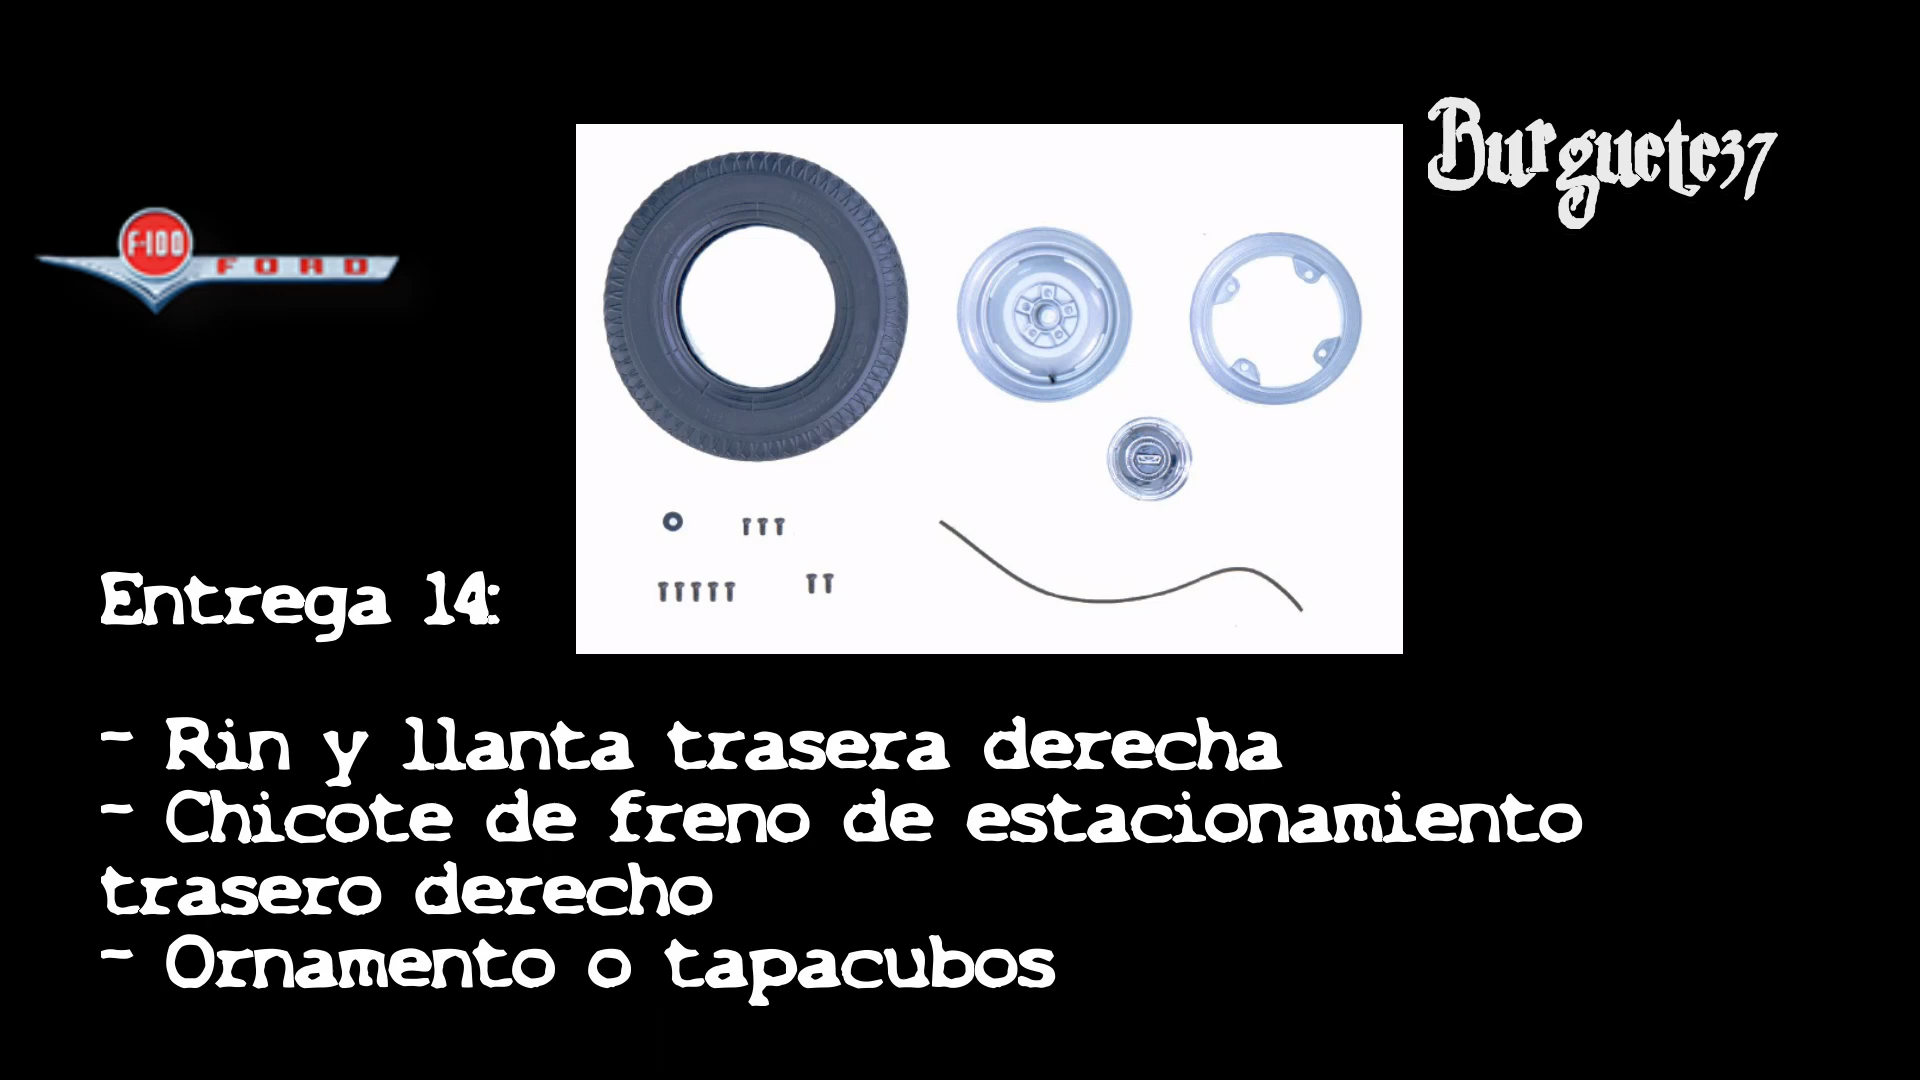 Burguete37
F-100 FORD
Entrega 14:
- Rin y llanta trasera derecha
- Chicote de freno de estacionamiento
trasero derecho
- Ornamento o tapacubos